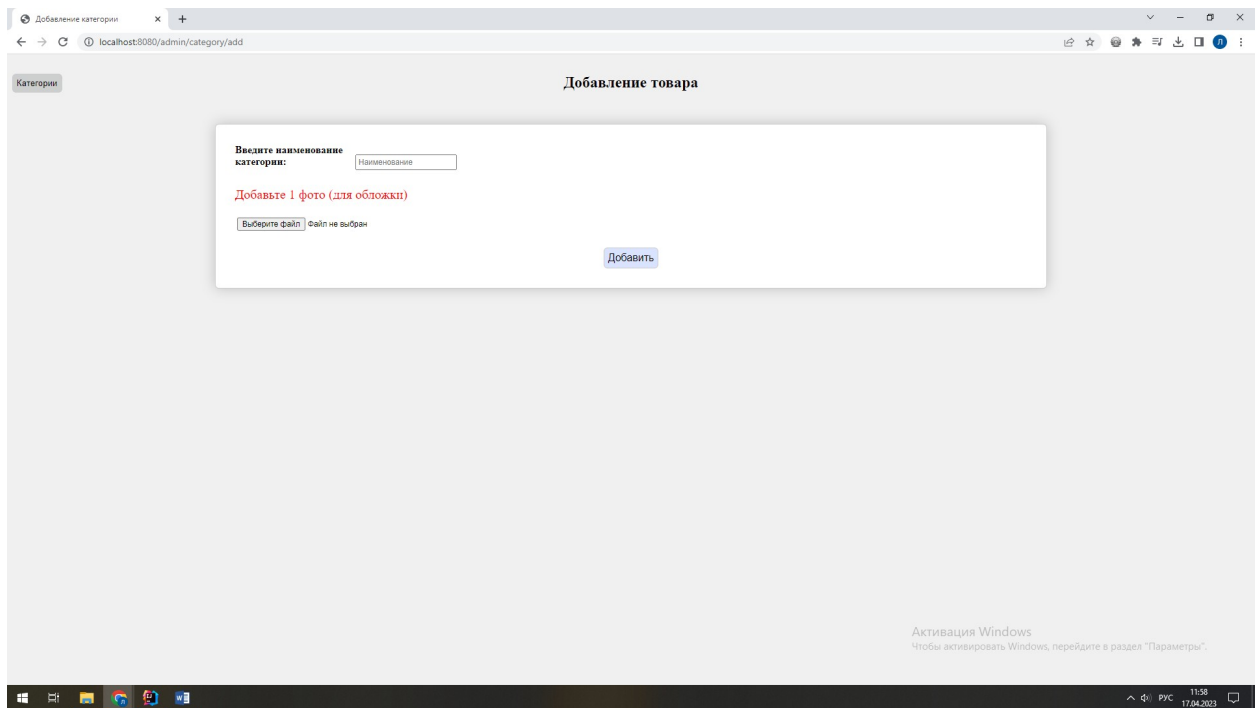 Добавление категории
localhost:8080/admin/category/add
Л
Категории
Добавление товара
Введите наименование
категории:
Наименование
Добавьте 1 фото (для обложки)
Выберите файл Файл не выбран
Добавить
Активация Windows
Чтобы активировать Windows, перейдите в раздел "Параметры".
РУС
11:58
17.04.2023